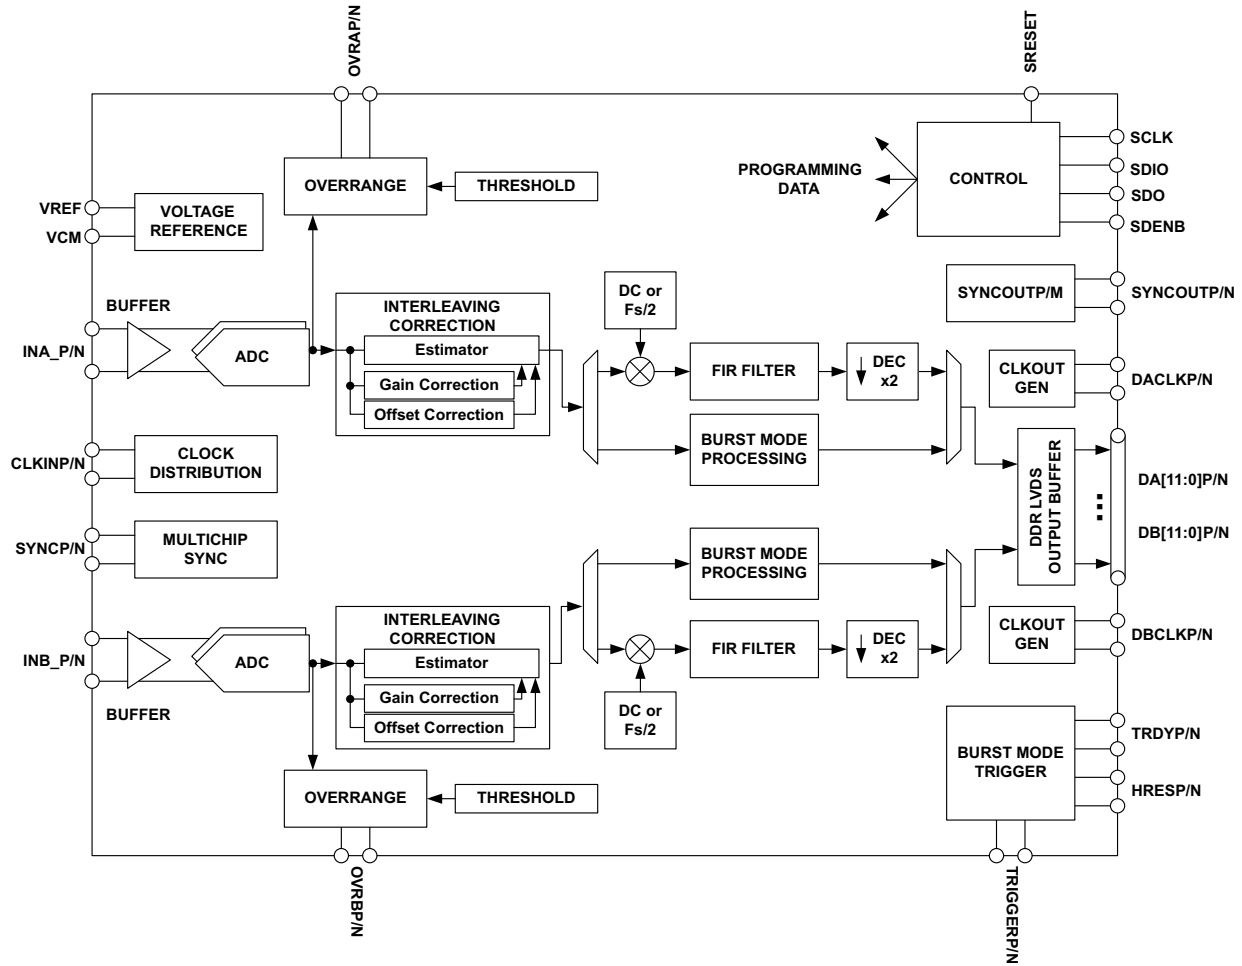 OVRAP/N
SRESET
OVERRANGE
THRESHOLD
PROGRAMMING
DATA
CONTROL
SCLK
SDIO
SDO
SDENB
VREF
VCM
VOLTAGE
REFERENCE
BUFFER
INA_P/N
ADC
INTERLEAVING
CORRECTION
Estimator
Gain Correction
Offset Correction
DC or
Fs/2
FIR FILTER
DEC
x2
BURST MODE
PROCESSING
SYNCOUTP/M
SYNCOUTP/N
CLKOUT
GEN
DACLKP/N
CLKINP/N
CLOCK
DISTRIBUTION
SYNCP/N
MULTICHIP
SYNC
DDR LVDS
OUTPUT BUFFER
...
DA[11:0]P/N
DB[11:0]P/N
BURST MODE
PROCESSING
INB_P/N
ADC
BUFFER
INTERLEAVING
CORRECTION
Estimator
Gain Correction
Offset Correction
FIR FILTER
DEC
x2
DC or
Fs/2
CLKOUT
GEN
DBCLKP/N
OVERRANGE
THRESHOLD
BURST MODE
TRIGGER
TRDYP/N
HRESP/N
OVRBP/N
TRIGGERP/N